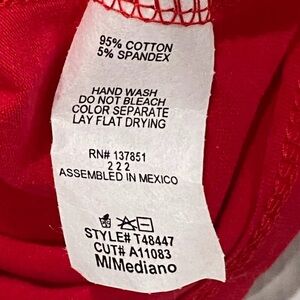 95% COTTON
5% SPANDEX
HAND WASH
DO NOT BLEACH
COLOR SEPARATE
LAY FLAT DRYING
RN# 137851
2 2 2
ASSEMBLED IN MEXICO
STYLE# T48447
CUT# A11083
M/Mediano